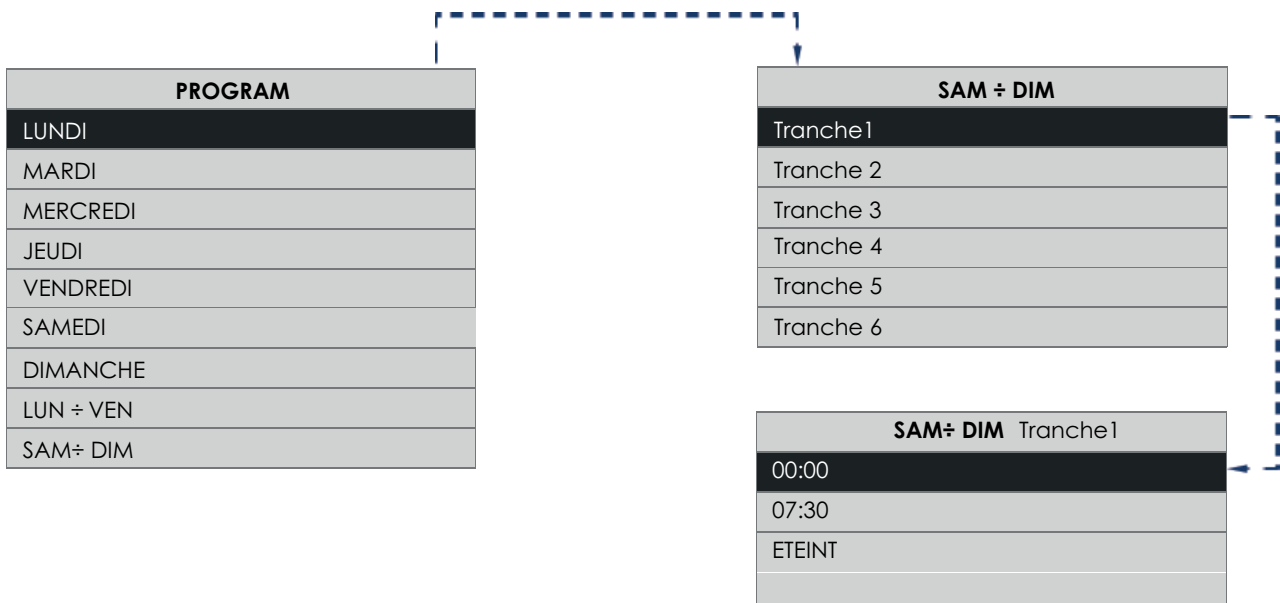 PROGRAM
LUNDI
MARDI
MERCREDI
JEUDI
VENDREDI
SAMEDI
DIMANCHE
LUN ÷ VEN
SAM÷ DIM
SAM ÷ DIM
Tranche1
Tranche 2
Tranche 3
Tranche 4
Tranche 5
Tranche 6
SAM÷ DIM Tranche1
00:00
07:30
ETEINT